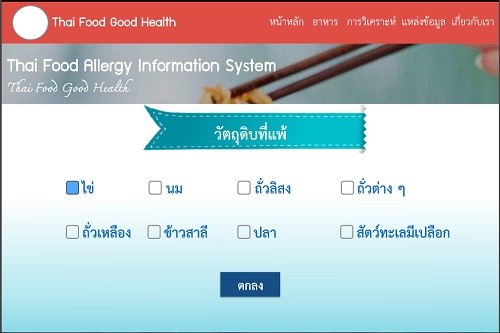 Thai Food Good Health หน้าหลัก อาหาร การวิเคราะห์ แหล่งข้อมูล เกี่ยวกับเรา
Thai Food Allergy Information System
Thai Food Good Health
วัตถุดิบที่แพ้
ไข่ นม ถั่วลิสง ถั่วต่าง ๆ
ถั่วเหลือง ข้าวสาลี ปลา สัตว์ทะเลมีเปลือก
ตกลง